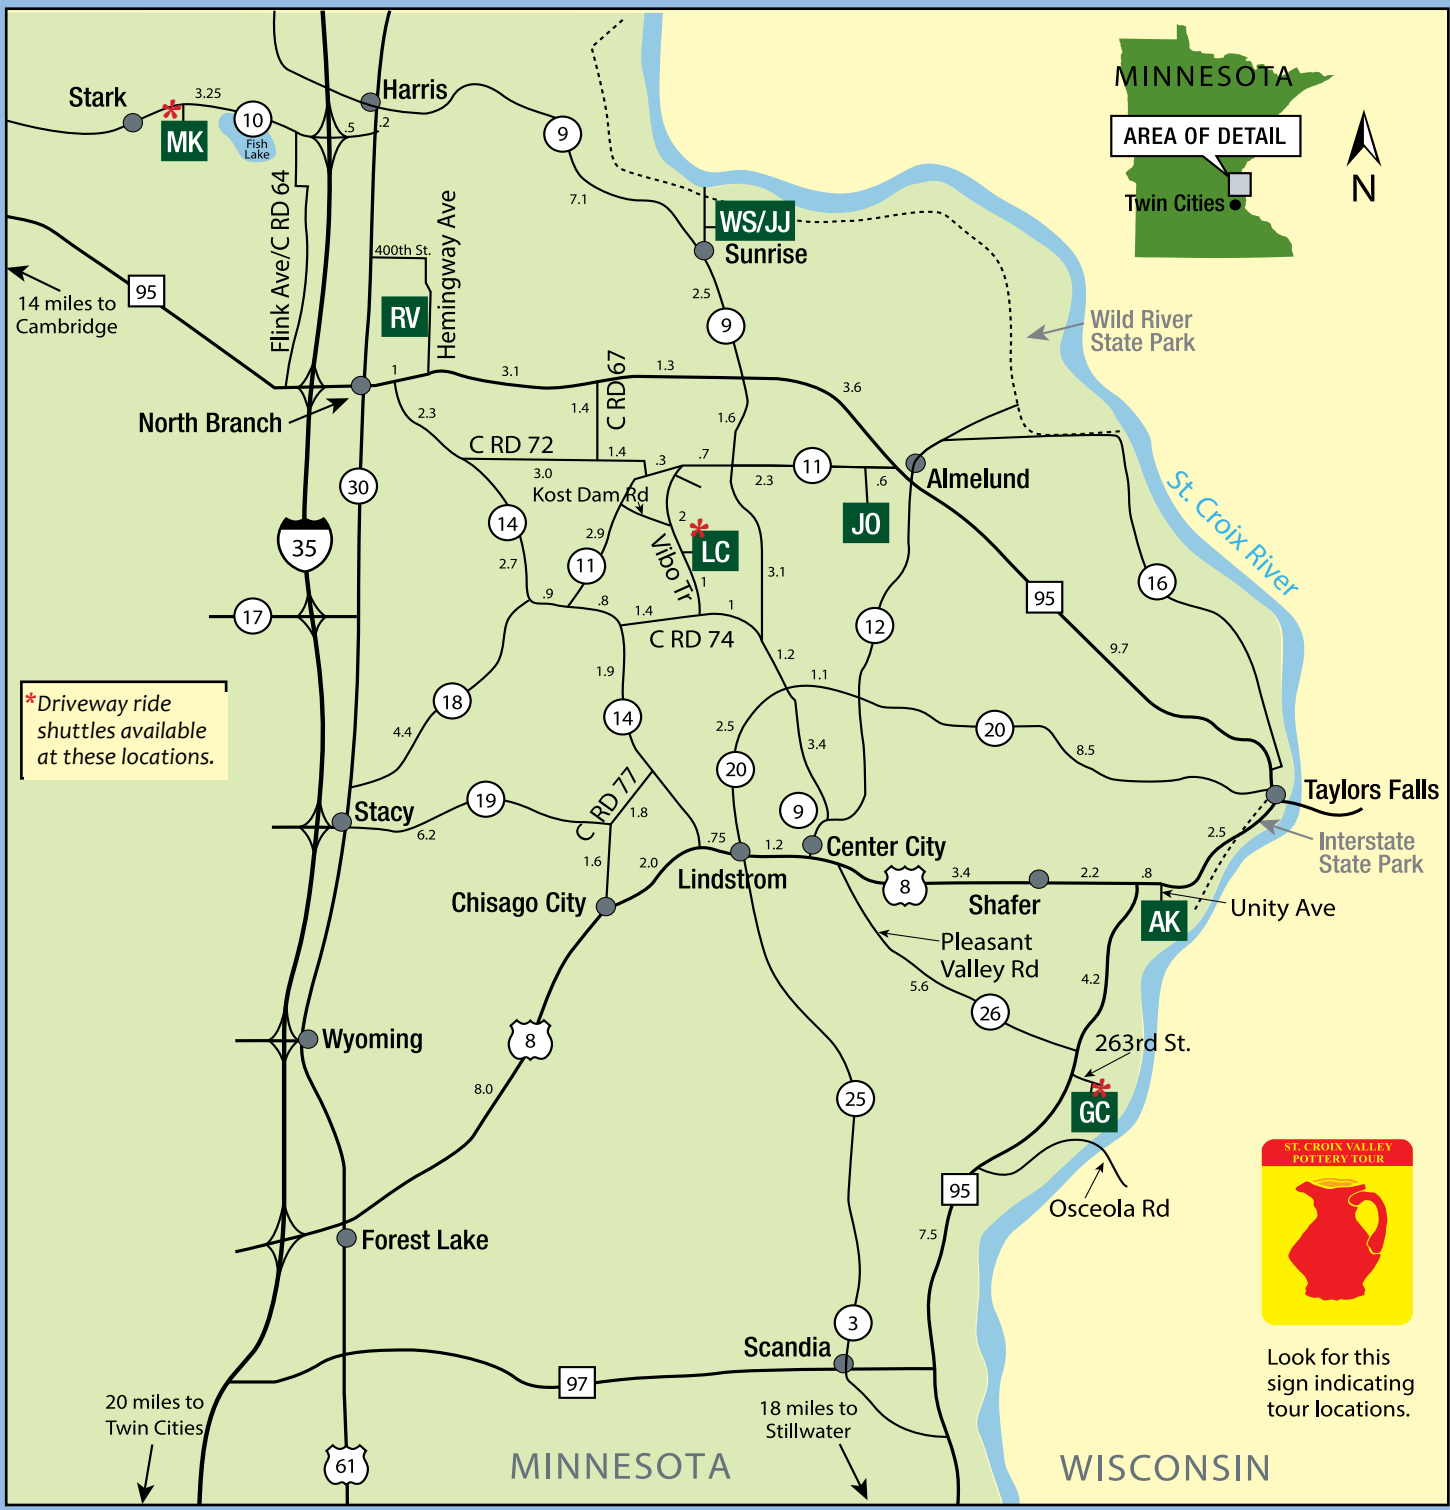 MINNESOTA
AREA OF DETAIL
Twin Cities
N
Stark
3.25
10
Fish
Lake
MK
.5
.2
Harris
9
7.1
Flink Ave/C RD 64
Hemingway Ave
400th St.
WS/JJ
Sunrise
2.5
9
95
14 miles to
Cambridge
RV
Wild River
State Park
North Branch
1
3.1
C RD 67
1.3
3.6
2.3
1.4
1.6
C RD 72
1.4
.3
.7
3.0
Kost Dam Rd
11
2.3
.6
Almelund
JO
St. Croix River
30
14
35
2.9
2
LC
Vibo Tr
2.7
11
3.1
1
16
95
17
.9
.8
1.4
1
C RD 74
12
9.7
1.2
1.9
1.1
*Driveway ride
shuttles available
at these locations.
18
4.4
14
2.5
3.4
20
8.5
20
C RD 77
1.8
19
6.2
Stacy
9
Taylors Falls
Interstate
State Park
2.5
.75
1.2
Center City
1.6
2.0
Lindstrom
8
3.4
2.2
.8
Shafer
Chisago City
AK
Unity Ave
Pleasant
Valley Rd
5.6
4.2
26
Wyoming
8
263rd St.
8.0
25
GC
95
Osceola Rd
7.5
Forest Lake
ST. CROIX VALLEY
POTTERY TOUR
3
Scandia
97
Look for this
sign indicating
tour locations.
20 miles to
Twin Cities
18 miles to
Stillwater
61
MINNESOTA
WISCONSIN